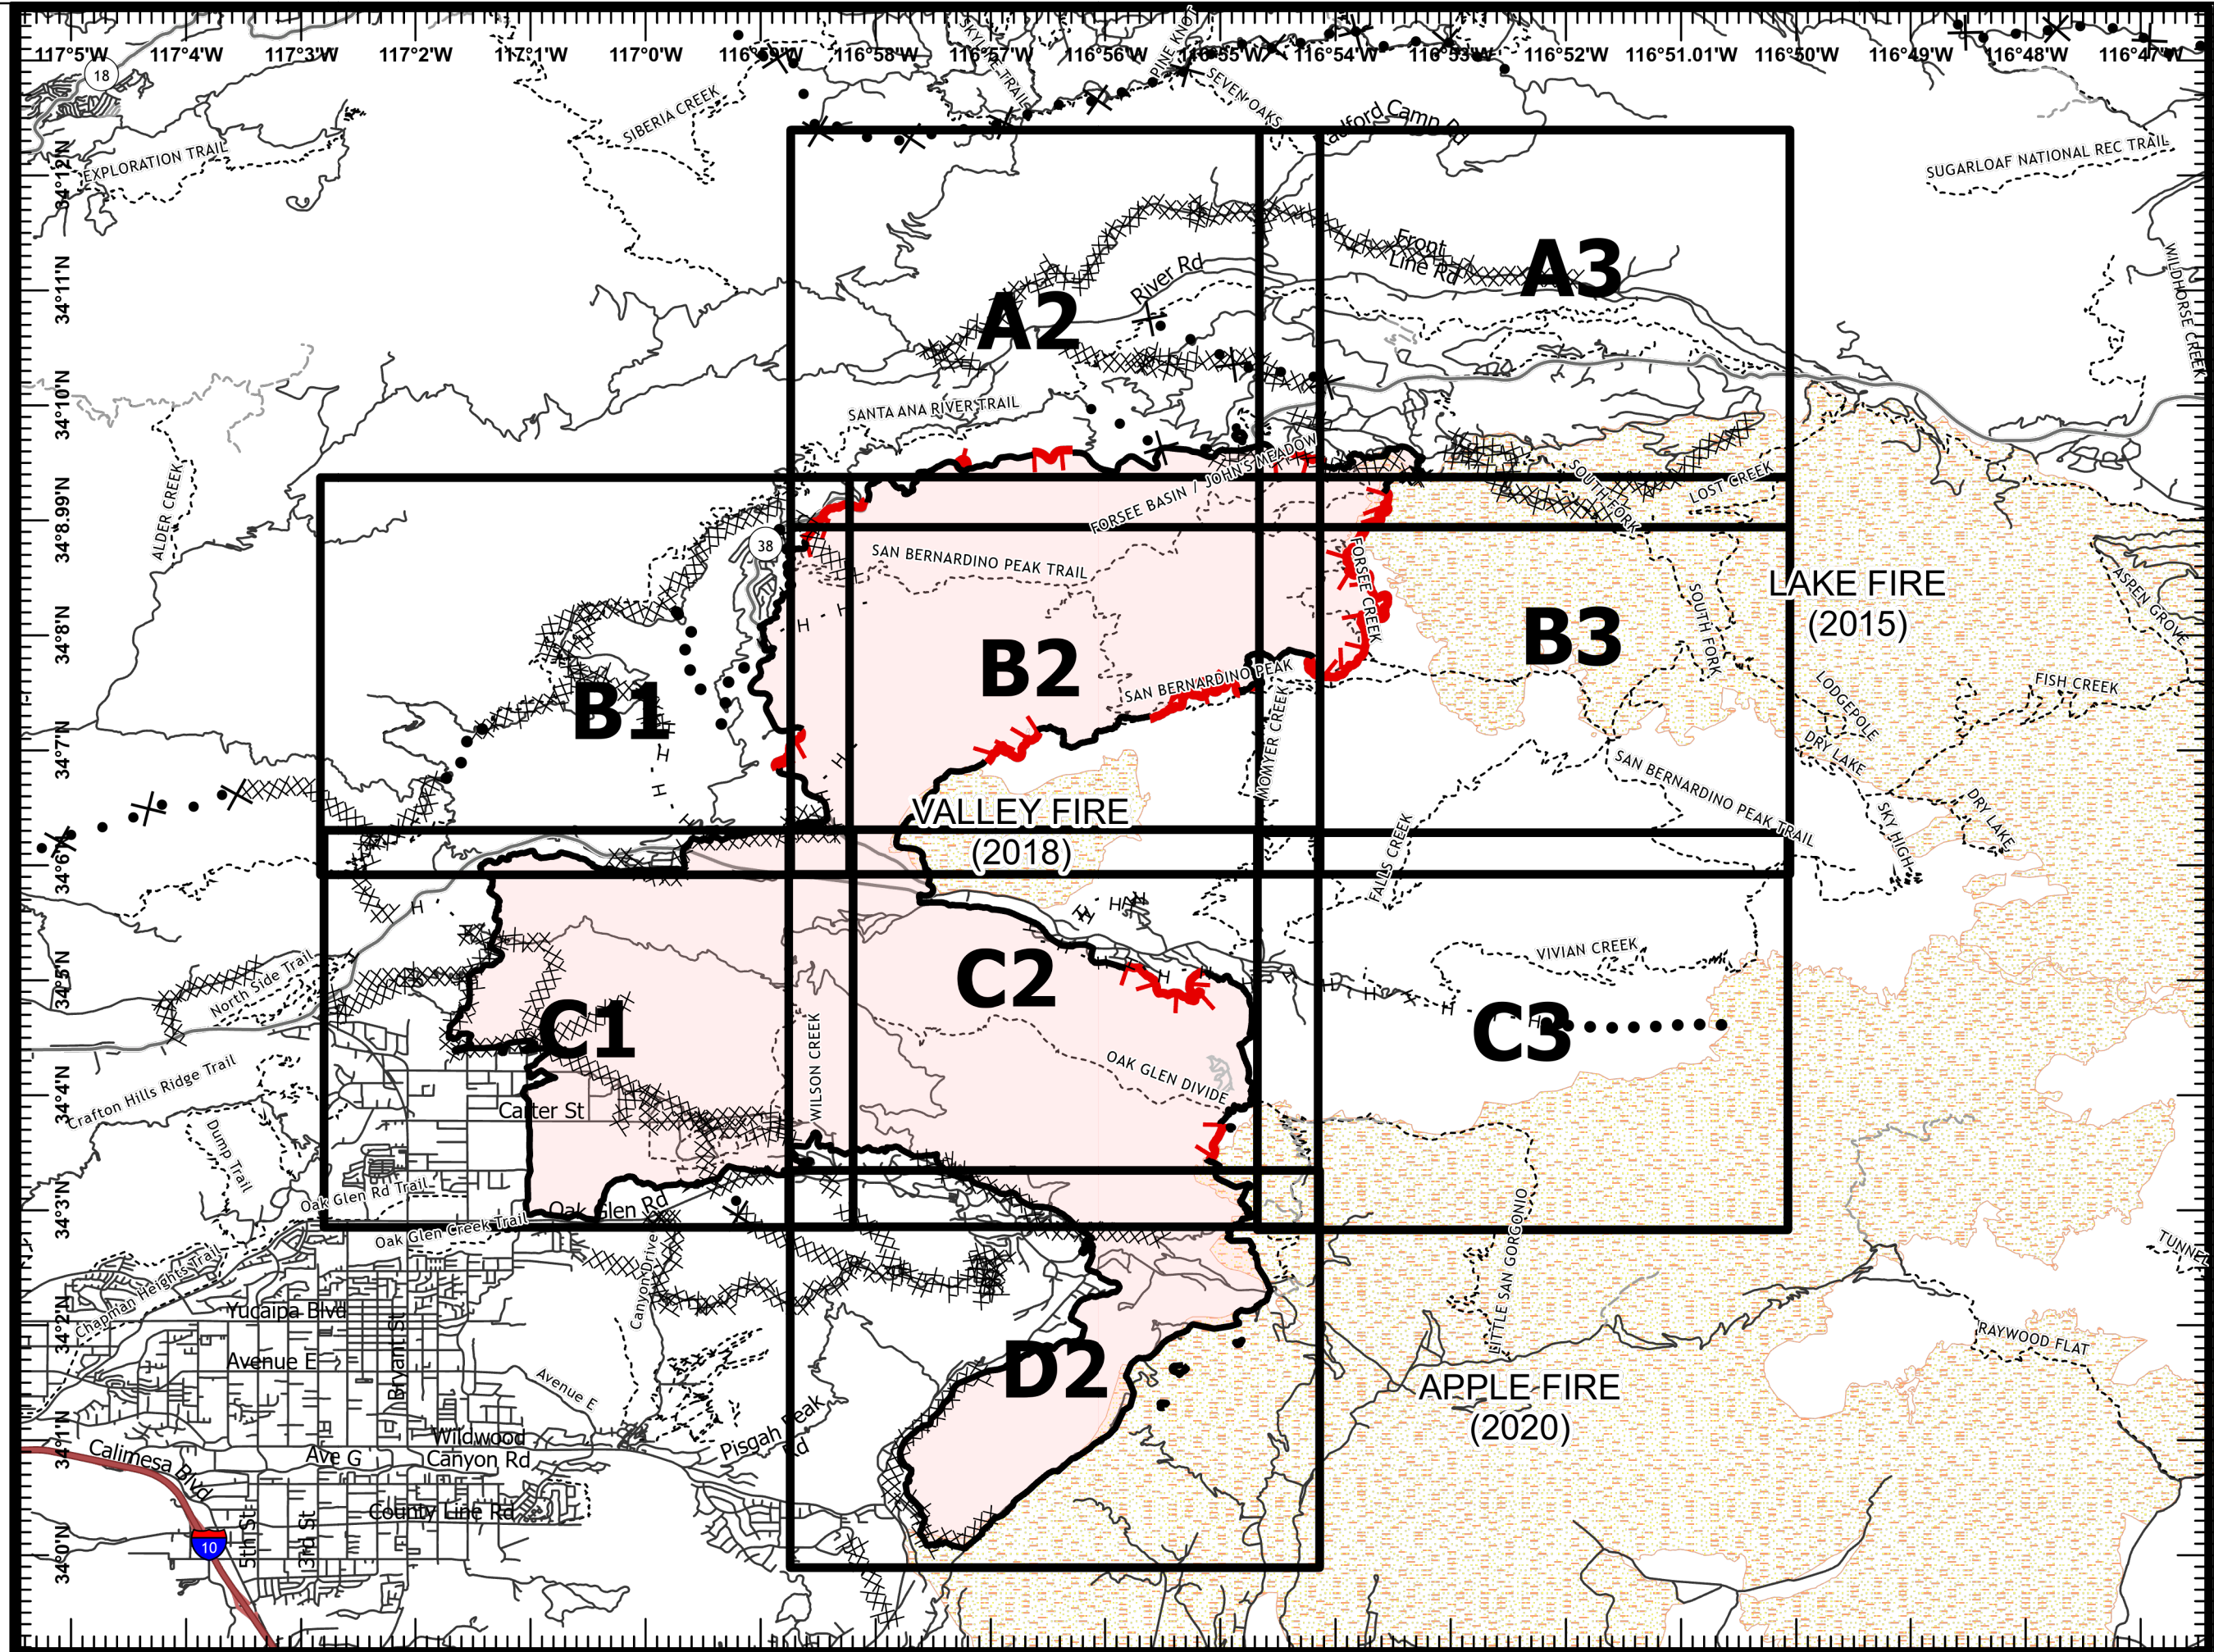 117°5'W 117°4'W 117°3'W 117°2'W 117°1'W 117°0'W 116°59'W 116°58'W 116°57'W 116°56'W 116°55'W 116°54'W 116°53'W 116°52'W 116°51.01'W 116°50'W 116°49'W 116°48'W 116°47'W
18
SIBERIA CREEK
PINE KNOT
SEVEN OAKS
34°12'N
EXPLORATION TRAIL
SUGARLOAF NATIONAL REC TRAIL
34°11'N
River Rd
Front
Line Rd
A3
A2
WILDHORSE CREEK
34°10'N
SANTA ANA RIVER TRAIL
ALDER CREEK
34°8.99'N
FORSEE BASIN / JOHN'S MEADOW
SOUTH FORK
LOST CREEK
38
SAN BERNARDINO PEAK TRAIL
FORSEE CREEK
LAKE FIRE
(2015)
ASPEN GROVE
34°8'N
SOUTH FORK
B3
B2
B1
SAN BERNARDINO PEAK
MOMYER CREEK
LODGEPOLE
FISH CREEK
34°7'N
DRY LAKE
SAN BERNARDINO PEAK TRAIL
VALLEY FIRE
(2018)
FALLS CREEK
SKY HIGH
DRY LAKE
34°6'N
H
HH
34°5'N
North Side Trail
VIVIAN CREEK
C2
C1
C3
WILSON CREEK
OAK GLEN DIVIDE
34°4'N
Crafton Hills Ridge Trail
Carter St
Dump Trail
34°3'N
Oak Glen Rd Trail
Oak Glen Rd
Oak Glen Creek Trail
Canyon Drive
LITTLE SAN GORGONIO
TUNNEL
Chapman Heights Trail
34°2'N
Yucaipa Blvd
RAYWOOD FLAT
Avenue E
Bryant St
Avenue E
D2
APPLE FIRE
(2020)
34°1'N
Calimesa Blvd
Ave G
Wildwood
Canyon Rd
Pisgah Peak
Rd
County Line Rd
5th St
3rd St
34°0'N
10